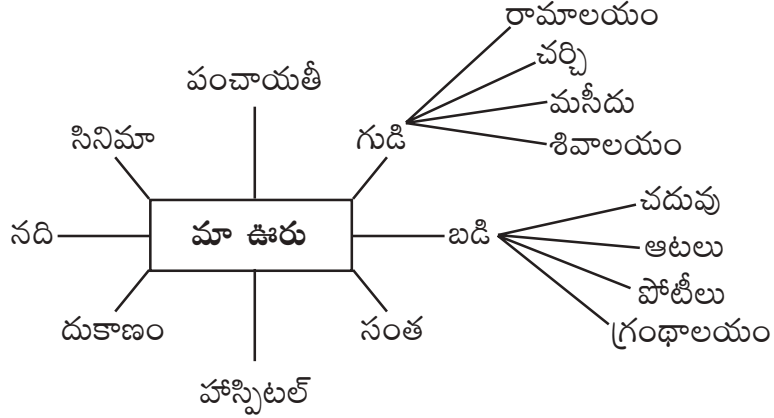 రామాలయం
చర్చి
పంచాయతీ
మసీదు
సినిమా
గుడి
శివాలయం
చదువు
నది
మా ఊరు
బడి
ఆటలు
పోటీలు
దుకాణం
సంత
గ్రంథాలయం
హాస్పిటల్